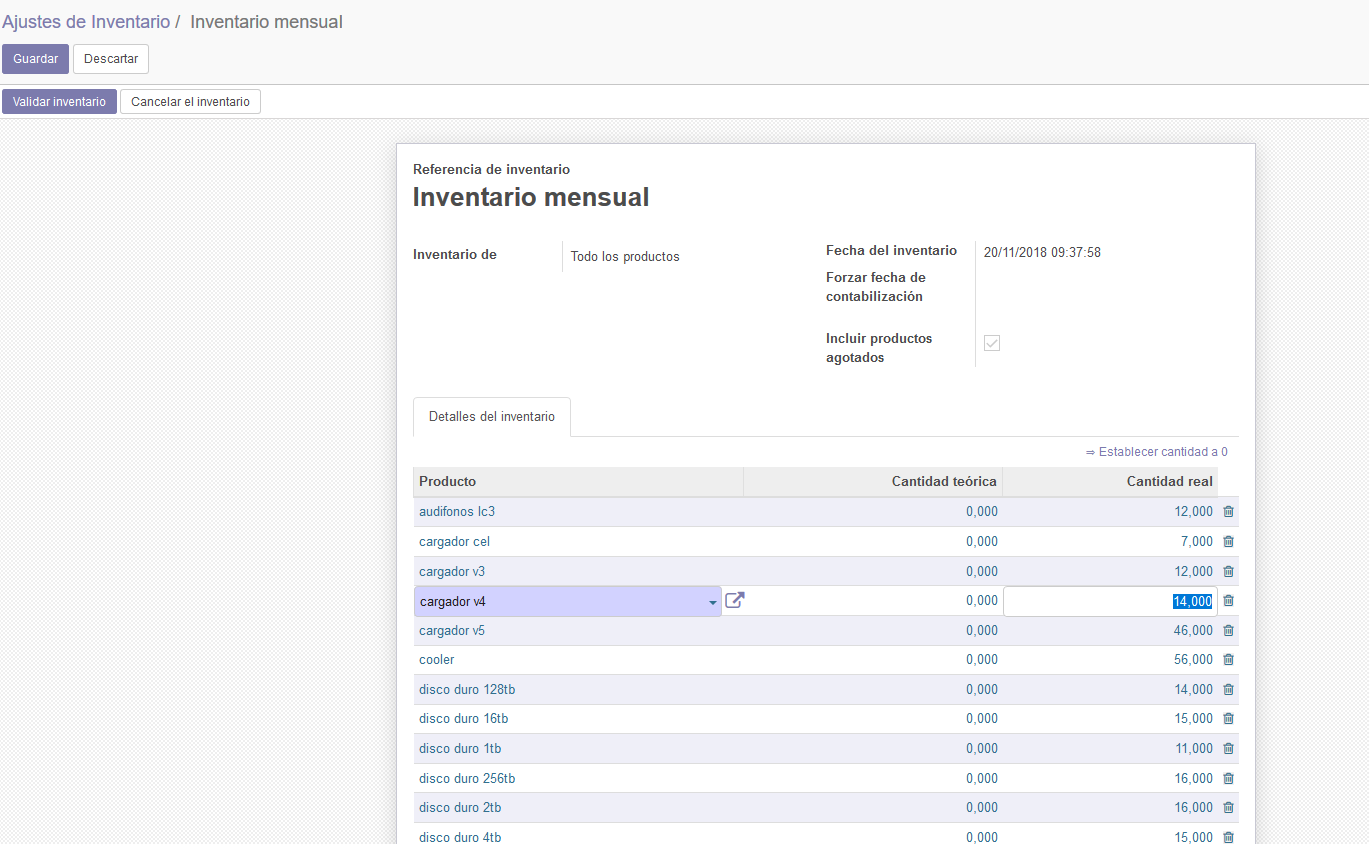 Ajustes de Inventario / Inventario mensual
Guardar Descartar
Validar inventario Cancelar el inventario
Referencia de inventario
Inventario mensual
Inventario de Todo los productos
Fecha del inventario 20/11/2018 09:37:58
Forzar fecha de
contabilización
Incluir productos
agotados
Detalles del inventario
⇒ Establecer cantidad a 0
Producto Cantidad teórica Cantidad real
audifonos lc3 0,000 12,000
cargador cel 0,000 7,000
cargador v3 0,000 12,000
cargador v4 0,000 14,000
cargador v5 0,000 46,000
cooler 0,000 56,000
disco duro 128tb 0,000 14,000
disco duro 16tb 0,000 15,000
disco duro 1tb 0,000 11,000
disco duro 256tb 0,000 16,000
disco duro 2tb 0,000 16,000
disco duro 4tb 0,000 15,000